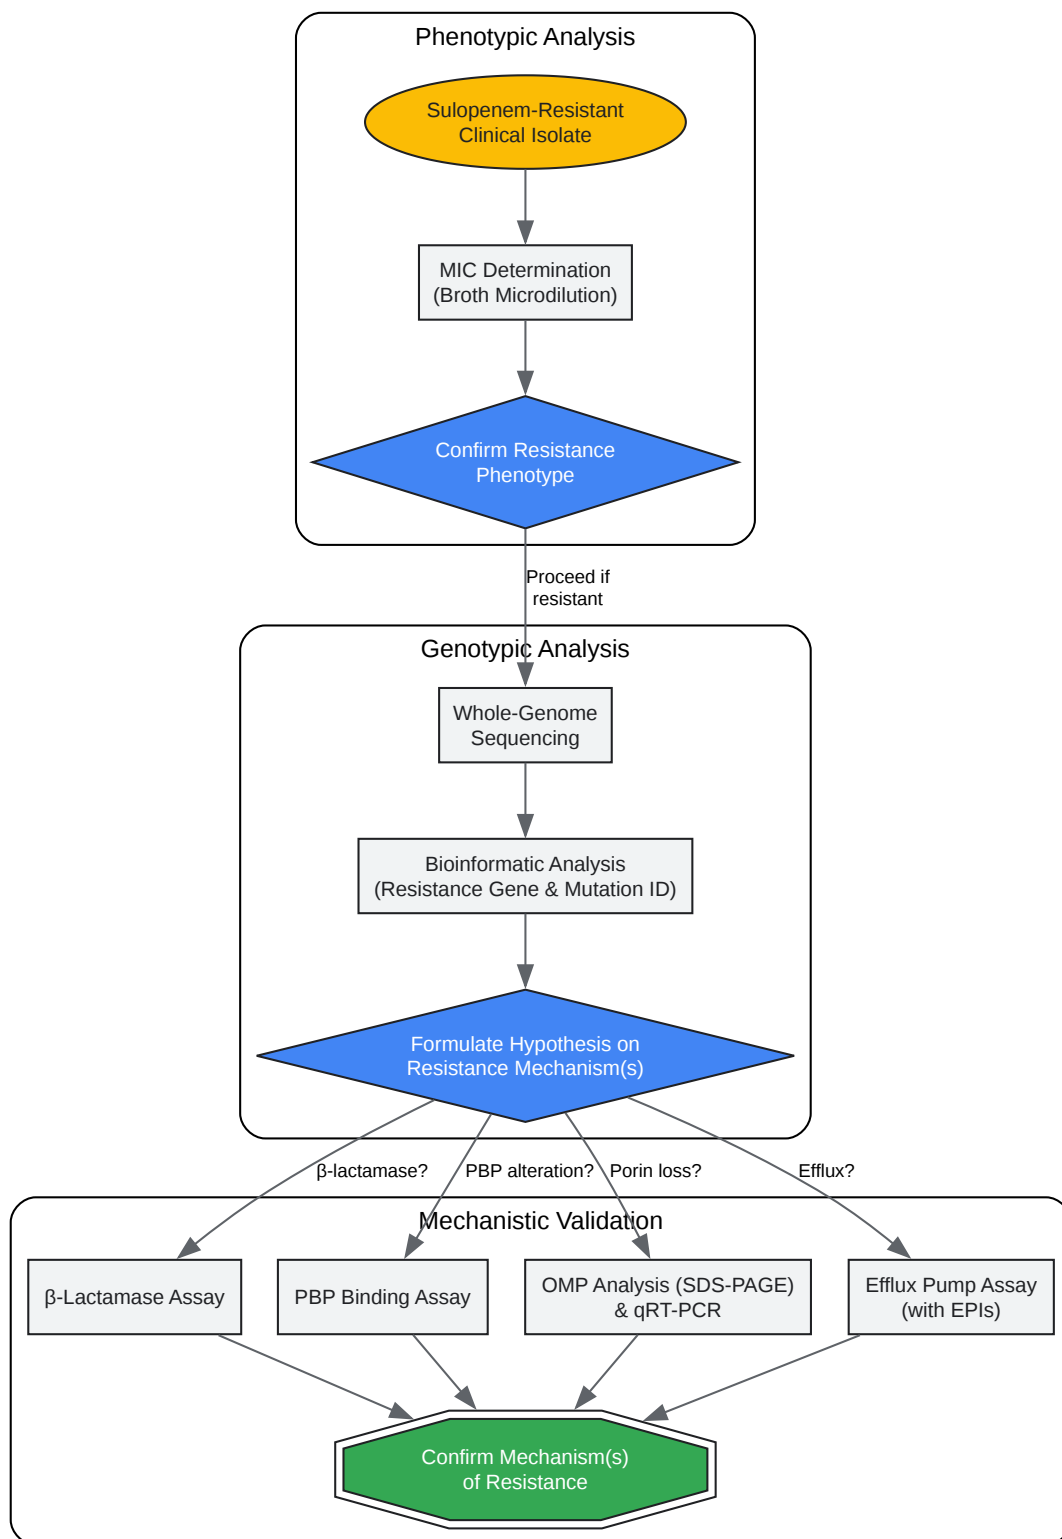 Phenotypic Analysis
Sulopenem-Resistant
Clinical Isolate
MIC Determination
(Broth Microdilution)
Confirm Resistance
Phenotype
Proceed if
resistant
Genotypic Analysis
Whole-Genome
Sequencing
Bioinformatic Analysis
(Resistance Gene & Mutation ID)
Formulate Hypothesis on
Resistance Mechanism(s)
β-lactamase?
PBP alteration?
Porin loss?
Efflux?
Mechanistic Validation
β-Lactamase Assay
PBP Binding Assay
OMP Analysis (SDS-PAGE)
& qRT-PCR
Efflux Pump Assay
(with EPIs)
Confirm Mechanism(s)
of Resistance